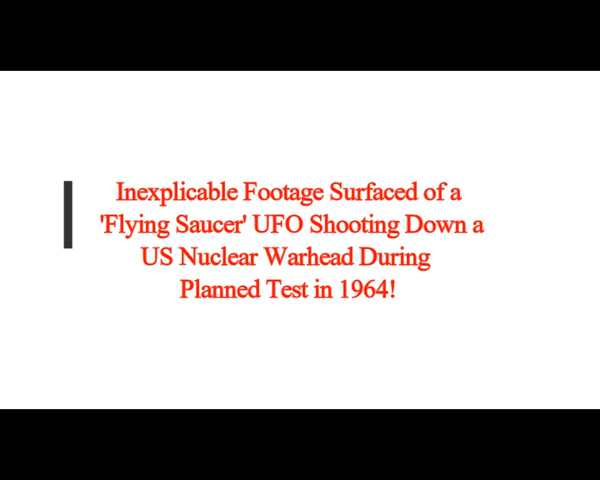 Inexplicable Footage Surfaced of a
'Flying Saucer' UFO Shooting Down a
US Nuclear Warhead During
Planned Test in 1964!